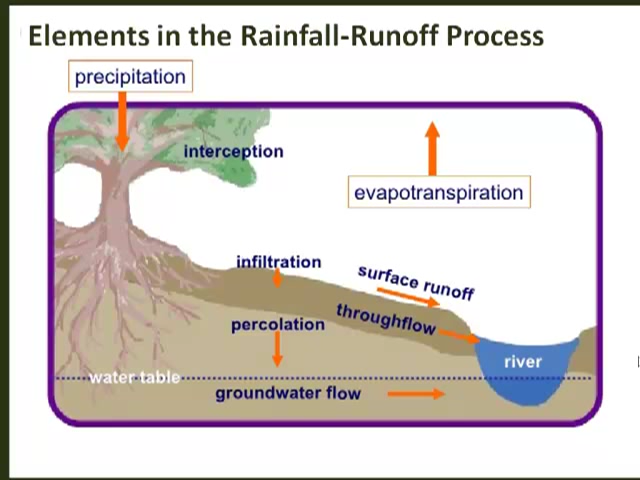 Elements in the Rainfall-Runoff Process
precipitation
interception
evapotranspiration
infiltration
surface runoff
throughflow
percolation
river
water table
groundwater flow